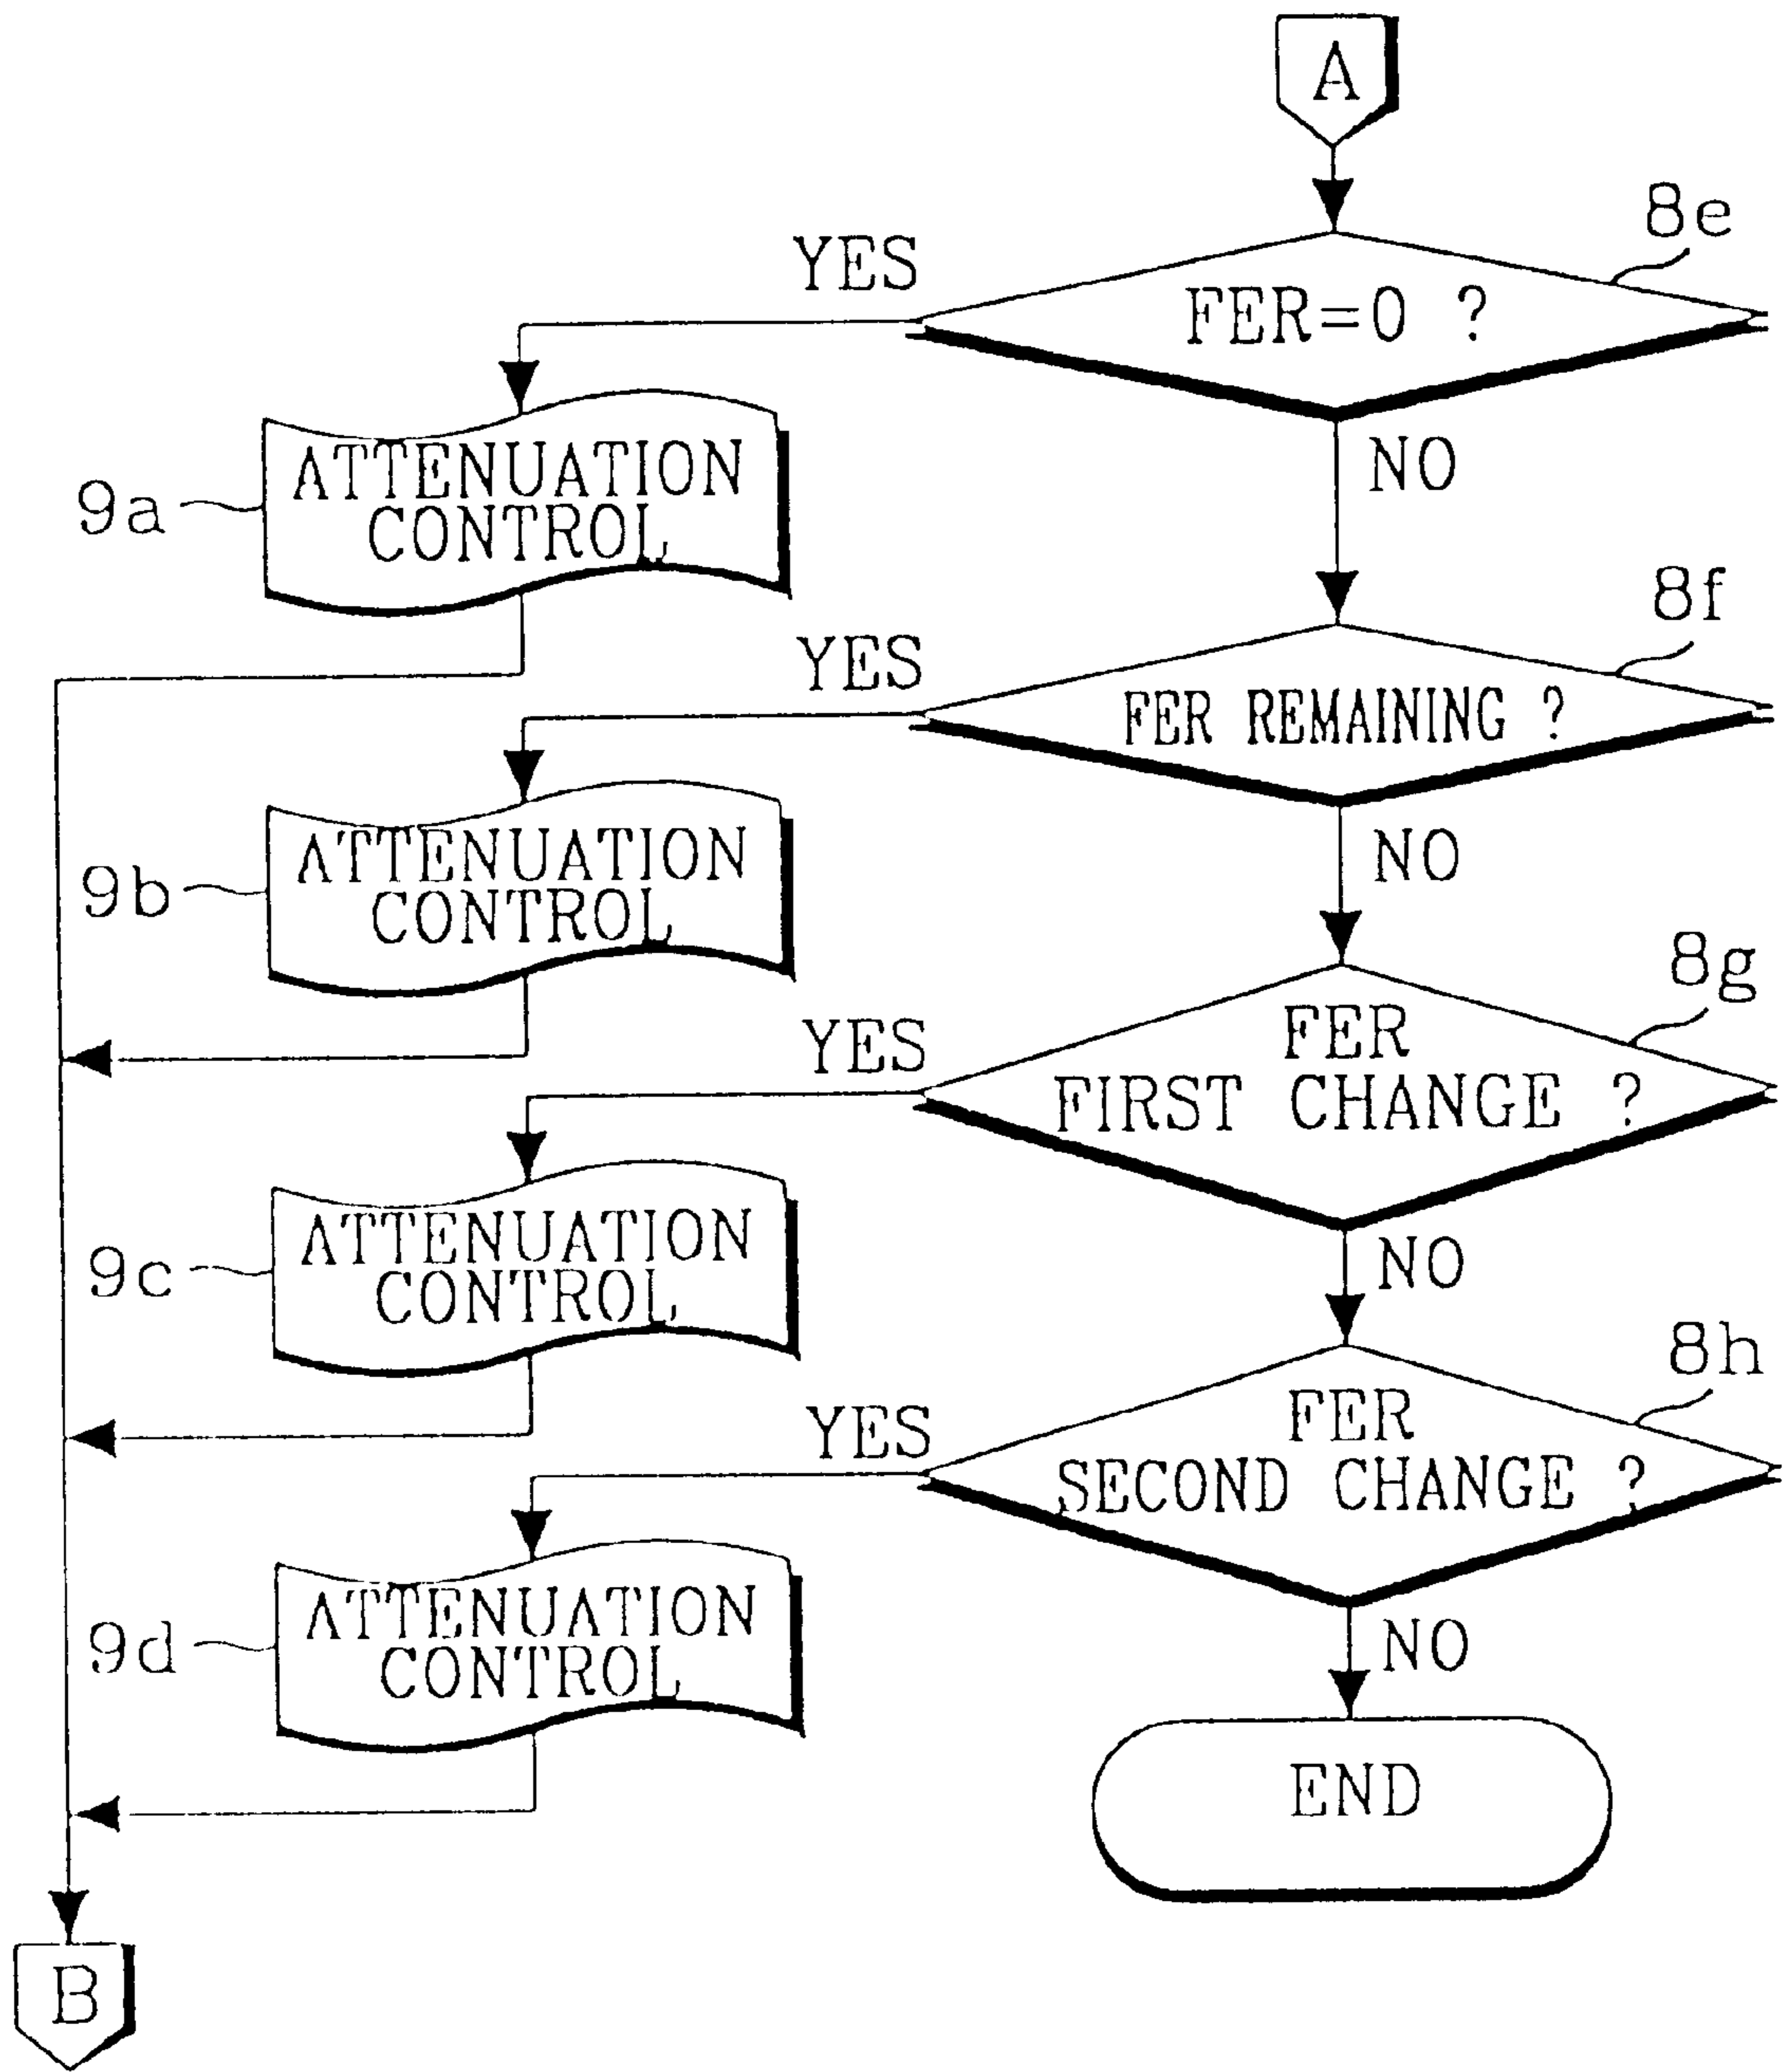 A
8e
YES
FER=0 ?
NO
ATTENUATION
CONTROL
9a
8f
YES
FER REMAINING ?
NO
ATTENUATION
CONTROL
9b
8g
YES
FER
FIRST CHANGE ?
NO
ATTENUATION
CONTROL
9c
8h
YES
FER
SECOND CHANGE ?
NO
ATTENUATION
CONTROL
9d
END
B